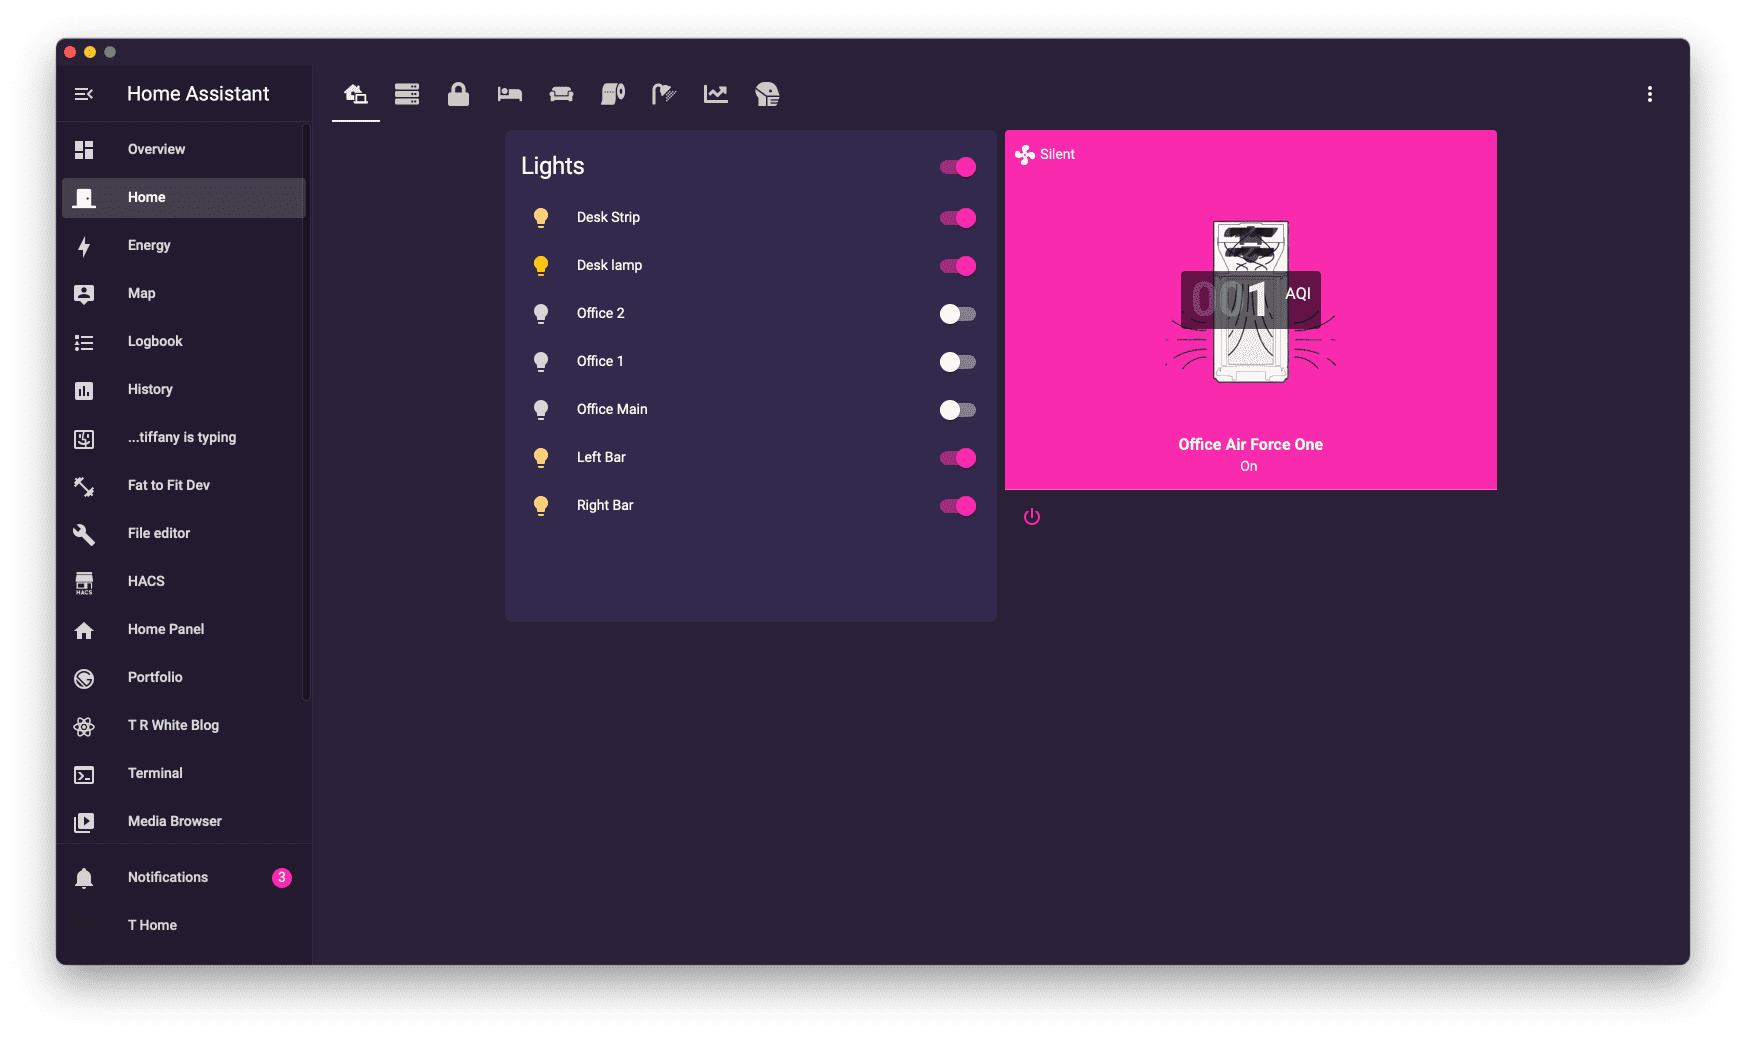 Home Assistant
Overview
Home
Energy
Map
Logbook
History
...tiffany is typing
Fat to Fit Dev
File editor
HACS
HACS
Home Panel
Portfolio
T R White Blog
Terminal
Media Browser
Notifications
3
T Home
Lights
Desk Strip
Desk lamp
Office 2
Office 1
Office Main
Left Bar
Right Bar
Silent
001 AQI
Office Air Force One
On